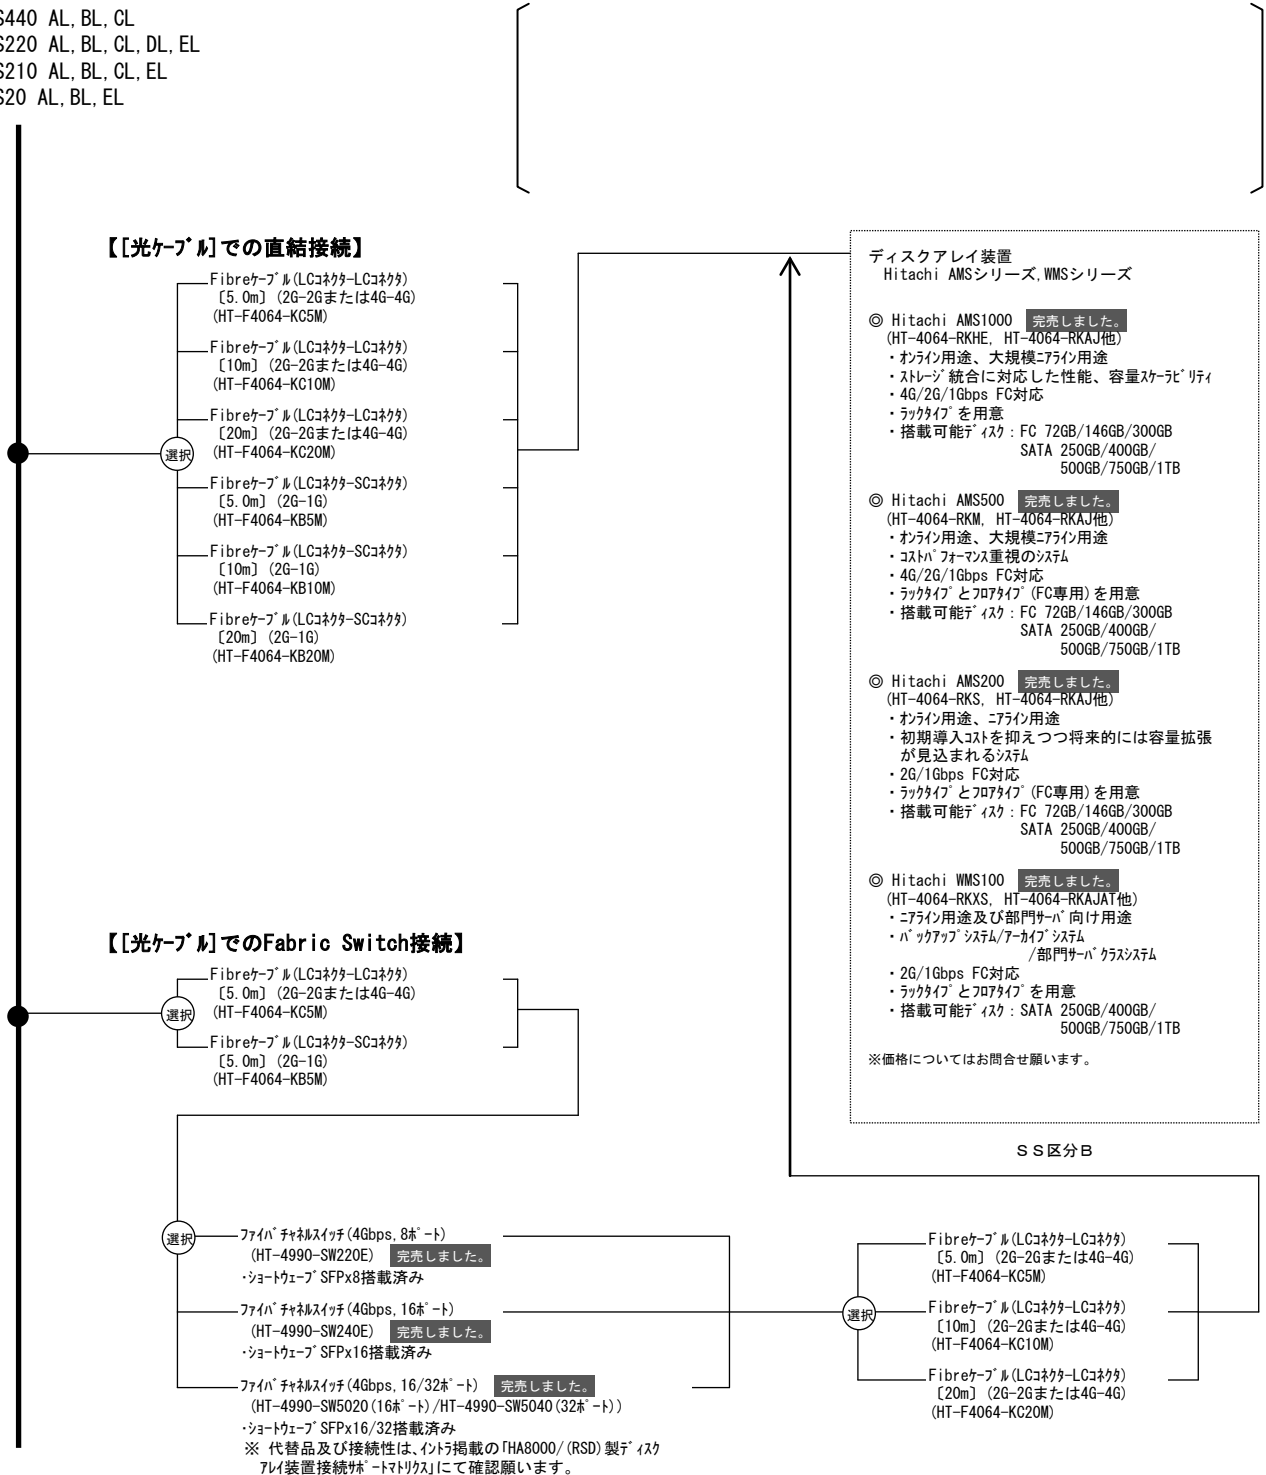 S440 AL,BL,CL
S220 AL,BL,CL,DL,EL
S210 AL,BL,CL,EL
S20 AL,BL,EL
【[光ｹｰﾌﾞﾙ]での直結接続】
Fibreｹｰﾌﾞﾙ(LCｺﾈｸﾀ-LCｺﾈｸﾀ)
〔5.0m〕(2G-2Gまたは4G-4G)
(HT-F4064-KC5M)
Fibreｹｰﾌﾞﾙ(LCｺﾈｸﾀ-LCｺﾈｸﾀ)
〔10m〕(2G-2Gまたは4G-4G)
(HT-F4064-KC10M)
Fibreｹｰﾌﾞﾙ(LCｺﾈｸﾀ-LCｺﾈｸﾀ)
〔20m〕(2G-2Gまたは4G-4G)
(HT-F4064-KC20M)
選択
Fibreｹｰﾌﾞﾙ(LCｺﾈｸﾀ-SCｺﾈｸﾀ)
〔5.0m〕(2G-1G)
(HT-F4064-KB5M)
Fibreｹｰﾌﾞﾙ(LCｺﾈｸﾀ-SCｺﾈｸﾀ)
〔10m〕(2G-1G)
(HT-F4064-KB10M)
Fibreｹｰﾌﾞﾙ(LCｺﾈｸﾀ-SCｺﾈｸﾀ)
〔20m〕(2G-1G)
(HT-F4064-KB20M)
ディスクアレイ装置
Hitachi AMSシリーズ,WMSシリーズ
◎ Hitachi AMS1000 完売しました。
(HT-4064-RKHE, HT-4064-RKAJ他)
・ｵﾝﾗｲﾝ用途、大規模ﾆｱﾗｲﾝ用途
・ｽﾄﾚｰｼﾞ統合に対応した性能、容量ｽｹｰﾗﾋﾞﾘﾃｨ
・4G/2G/1Gbps FC対応
・ﾗｯｸﾀｲﾌﾟを用意
・搭載可能ﾃﾞｨｽｸ：FC 72GB/146GB/300GB
SATA 250GB/400GB/
500GB/750GB/1TB
◎ Hitachi AMS500 完売しました。
(HT-4064-RKM, HT-4064-RKAJ他)
・ｵﾝﾗｲﾝ用途、大規模ﾆｱﾗｲﾝ用途
・ｺｽﾄﾊﾟﾌｫｰﾏﾝｽ重視のｼｽﾃﾑ
・4G/2G/1Gbps FC対応
・ﾗｯｸﾀｲﾌﾟとﾌﾛｱﾀｲﾌﾟ(FC専用)を用意
・搭載可能ﾃﾞｨｽｸ：FC 72GB/146GB/300GB
SATA 250GB/400GB/
500GB/750GB/1TB
◎ Hitachi AMS200 完売しました。
(HT-4064-RKS, HT-4064-RKAJ他)
・ｵﾝﾗｲﾝ用途、ﾆｱﾗｲﾝ用途
・初期導入ｺｽﾄを抑えつつ将来的には容量拡張
が見込まれるｼｽﾃﾑ
・2G/1Gbps FC対応
・ﾗｯｸﾀｲﾌﾟとﾌﾛｱﾀｲﾌﾟ(FC専用)を用意
・搭載可能ﾃﾞｨｽｸ：FC 72GB/146GB/300GB
SATA 250GB/400GB/
500GB/750GB/1TB
◎ Hitachi WMS100 完売しました。
(HT-4064-RKXS, HT-4064-RKAJAT他)
・ﾆｱﾗｲﾝ用途及び部門ｻｰﾊﾞ向け用途
・ﾊﾞｯｸｱｯﾌﾟｼｽﾃﾑ/ｱｰｶｲﾌﾞｼｽﾃﾑ
/部門ｻｰﾊﾞｸﾗｽｼｽﾃﾑ
・2G/1Gbps FC対応
・ﾗｯｸﾀｲﾌﾟとﾌﾛｱﾀｲﾌﾟを用意
・搭載可能ﾃﾞｨｽｸ：SATA 250GB/400GB/
500GB/750GB/1TB
※価格についてはお問合せ願います。
ＳＳ区分Ｂ
【[光ｹｰﾌﾞﾙ]でのFabric Switch接続】
Fibreｹｰﾌﾞﾙ(LCｺﾈｸﾀ-LCｺﾈｸﾀ)
〔5.0m〕(2G-2Gまたは4G-4G)
(HT-F4064-KC5M)
選択
Fibreｹｰﾌﾞﾙ(LCｺﾈｸﾀ-SCｺﾈｸﾀ)
〔5.0m〕(2G-1G)
(HT-F4064-KB5M)
選択
ﾌｧｲﾊﾞﾁｬﾈﾙｽｲｯﾁ(4Gbps,8ﾎﾟｰﾄ)
(HT-4990-SW220E) 完売しました。
･ｼｮｰﾄｳｪｰﾌﾞSFPx8搭載済み
ﾌｧｲﾊﾞﾁｬﾈﾙｽｲｯﾁ(4Gbps,16ﾎﾟｰﾄ)
(HT-4990-SW240E) 完売しました。
･ｼｮｰﾄｳｪｰﾌﾞSFPx16搭載済み
ﾌｧｲﾊﾞﾁｬﾈﾙｽｲｯﾁ(4Gbps,16/32ﾎﾟｰﾄ) 完売しました。
(HT-4990-SW5020(16ﾎﾟｰﾄ)/HT-4990-SW5040(32ﾎﾟｰﾄ))
･ｼｮｰﾄｳｪｰﾌﾞSFPx16/32搭載済み
※ 代替品及び接続性は､ｲﾝﾄﾗ掲載の｢HA8000/(RSD)製ﾃﾞｨｽｸ
ｱﾚｲ装置接続ｻﾎﾟｰﾄﾏﾄﾘｸｽ｣にて確認願います。
選択
Fibreｹｰﾌﾞﾙ(LCｺﾈｸﾀ-LCｺﾈｸﾀ)
〔5.0m〕(2G-2Gまたは4G-4G)
(HT-F4064-KC5M)
Fibreｹｰﾌﾞﾙ(LCｺﾈｸﾀ-LCｺﾈｸﾀ)
〔10m〕(2G-2Gまたは4G-4G)
(HT-F4064-KC10M)
Fibreｹｰﾌﾞﾙ(LCｺﾈｸﾀ-LCｺﾈｸﾀ)
〔20m〕(2G-2Gまたは4G-4G)
(HT-F4064-KC20M)